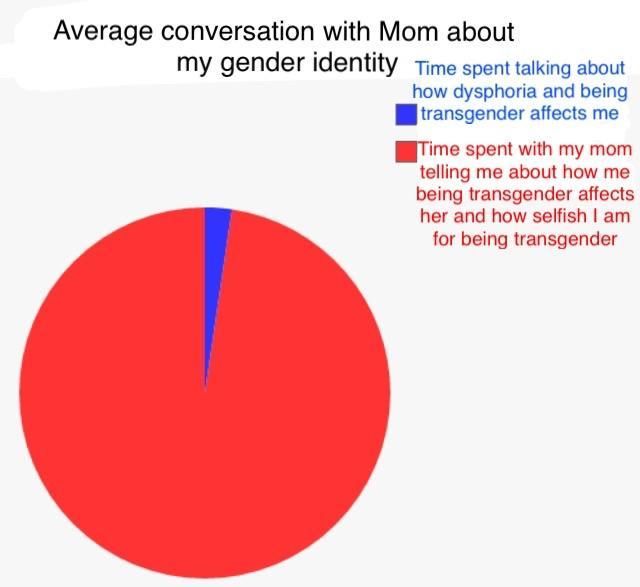 Average conversation with Mom about
my gender identity
Time spent talking about
how dysphoria and being
transgender affects me
Time spent with my mom
telling me about how me
being transgender affects
her and how selfish I am
for being transgender